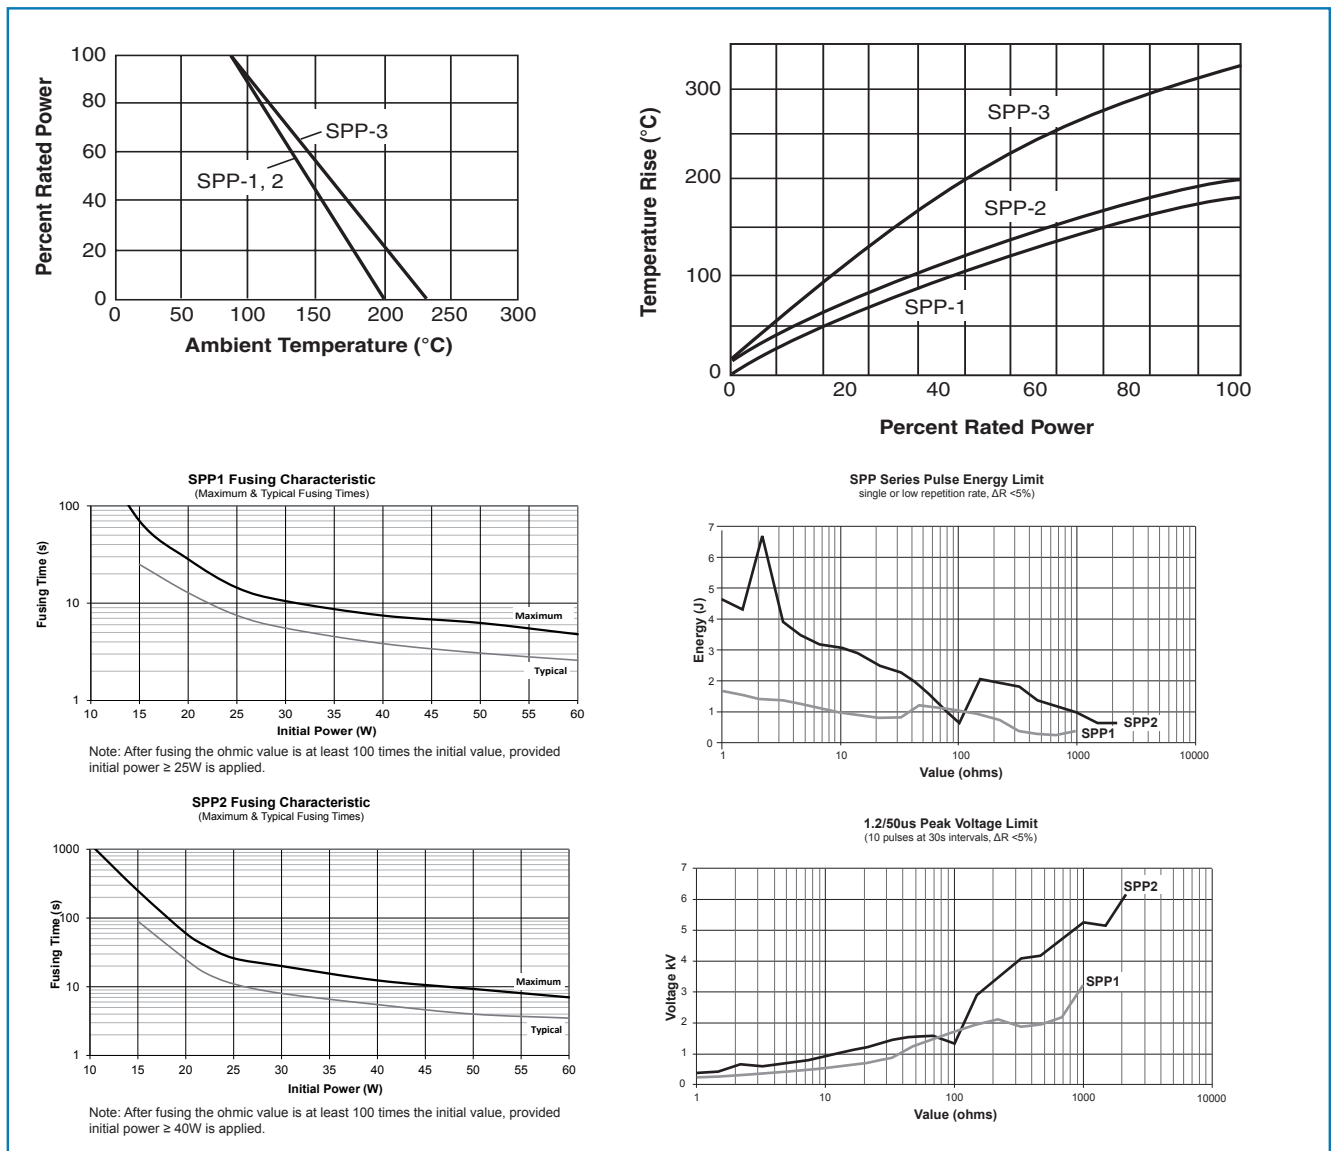 100
80
60
40
20
0
0 50 100 150 200 250 300
Percent Rated Power
Ambient Temperature (°C)
SPP-3
SPP-1, 2
300
200
100
0
0 20 40 60 80 100
Temperature Rise (°C)
Percent Rated Power
SPP-3
SPP-2
SPP-1
SPP1 Fusing Characteristic
(Maximum & Typical Fusing Times)
100
10
1
10 15 20 25 30 35 40 45 50 55 60
Fusing Time (s)
Initial Power (W)
Maximum
Typical
Note: After fusing the ohmic value is at least 100 times the initial value, provided
initial power ≥ 25W is applied.
SPP Series Pulse Energy Limit
single or low repetition rate, ΔR <5%)
7
6
5
4
3
2
1
0
1 10 100 1000 10000
Energy (J)
Value (ohms)
SPP2
SPP1
SPP2 Fusing Characteristic
(Maximum & Typical Fusing Times)
1000
100
10
1
10 15 20 25 30 35 40 45 50 55 60
Fusing Time (s)
Initial Power (W)
Maximum
Typical
Note: After fusing the ohmic value is at least 100 times the initial value, provided
initial power ≥ 40W is applied.
1.2/50us Peak Voltage Limit
(10 pulses at 30s intervals, ΔR <5%)
7
6
5
4
3
2
1
0
1 10 100 1000 10000
Voltage kV
Value (ohms)
SPP2
SPP1